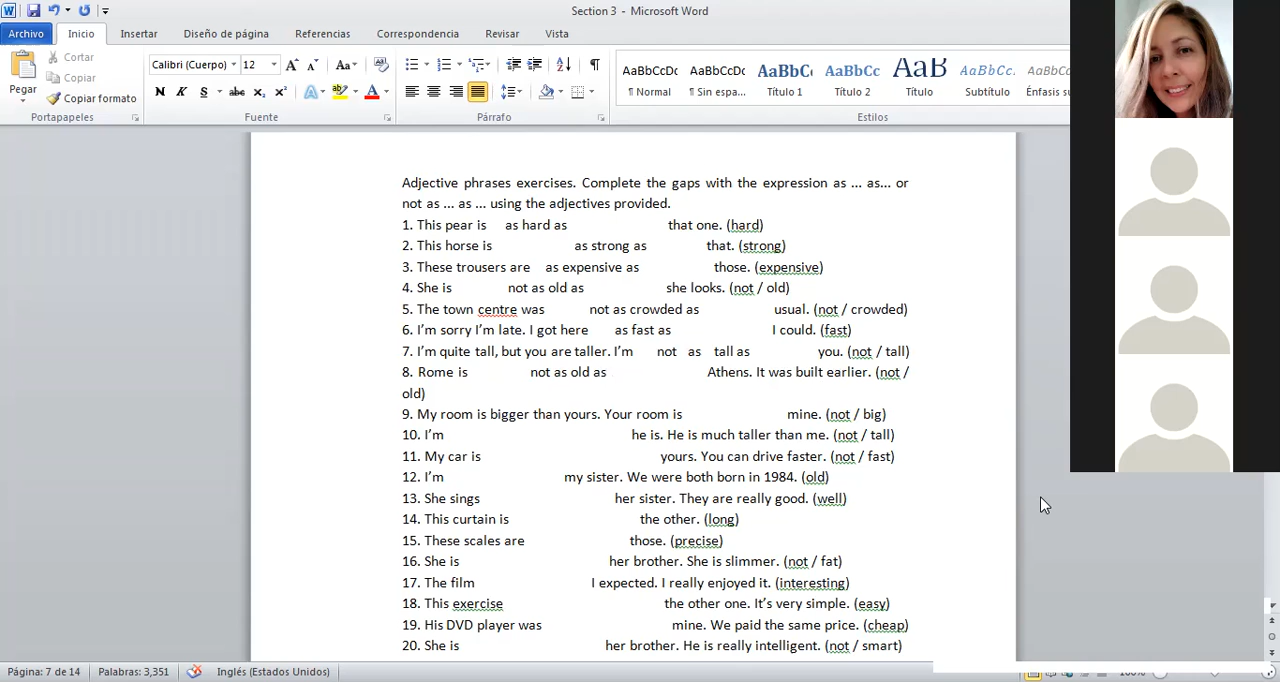 Section 3 - Microsoft Word
Archivo Inicio Insertar Diseño de página Referencias Correspondencia Revisar Vista
Cortar
Copiar
Copiar formato
Pegar
Portapapeles
Calibri (Cuerpo) 12
Fuente
Párrafo
AaBbCcDc AaBbCcDc AaBbC AaBbCc AaB AaBbCc. AaBbCc
¶ Normal ¶ Sin espa... Título 1 Título 2 Título Subtítulo Énfasis su
Estilos
Adjective phrases exercises. Complete the gaps with the expression as ... as... or
not as ... as ... using the adjectives provided.
1. This pear is as hard as that one. (hard)
2. This horse is as strong as that. (strong)
3. These trousers are as expensive as those. (expensive)
4. She is not as old as she looks. (not / old)
5. The town centre was not as crowded as usual. (not / crowded)
6. I’m sorry I’m late. I got here as fast as I could. (fast)
7. I’m quite tall, but you are taller. I’m not as tall as you. (not / tall)
8. Rome is not as old as Athens. It was built earlier. (not /
old)
9. My room is bigger than yours. Your room is mine. (not / big)
10. I’m he is. He is much taller than me. (not / tall)
11. My car is yours. You can drive faster. (not / fast)
12. I’m my sister. We were both born in 1984. (old)
13. She sings her sister. They are really good. (well)
14. This curtain is the other. (long)
15. These scales are those. (precise)
16. She is her brother. She is slimmer. (not / fat)
17. The film I expected. I really enjoyed it. (interesting)
18. This exercise the other one. It’s very simple. (easy)
19. His DVD player was mine. We paid the same price. (cheap)
20. She is her brother. He is really intelligent. (not / smart)
Página: 7 de 14 Palabras: 3,351 Inglés (Estados Unidos)